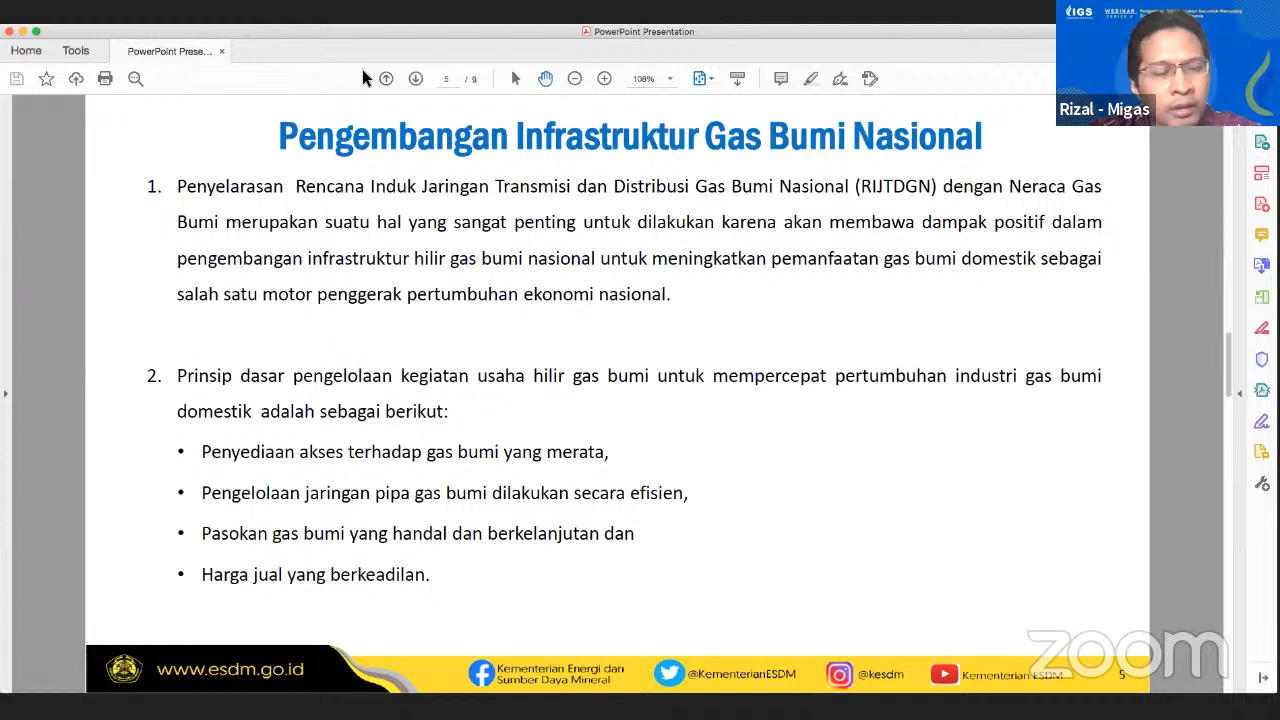 PowerPoint Presentation
Home Tools PowerPoint Prese... ×
5 / 9 108%
IGS WEBINAR
Rizal - Migas
Pengembangan Infrastruktur Gas Bumi Nasional
1. Penyelarasan Rencana Induk Jaringan Transmisi dan Distribusi Gas Bumi Nasional (RIJTDGN) dengan Neraca Gas
Bumi merupakan suatu hal yang sangat penting untuk dilakukan karena akan membawa dampak positif dalam
pengembangan infrastruktur hilir gas bumi nasional untuk meningkatkan pemanfaatan gas bumi domestik sebagai
salah satu motor penggerak pertumbuhan ekonomi nasional.
2. Prinsip dasar pengelolaan kegiatan usaha hilir gas bumi untuk mempercepat pertumbuhan industri gas bumi
domestik adalah sebagai berikut:
• Penyediaan akses terhadap gas bumi yang merata,
• Pengelolaan jaringan pipa gas bumi dilakukan secara efisien,
• Pasokan gas bumi yang handal dan berkelanjutan dan
• Harga jual yang berkeadilan.
zoom
www.esdm.go.id
Kementerian Energi dan
Sumber Daya Mineral
@KementerianESDM
@kesdm
Kementerian ESDM
5